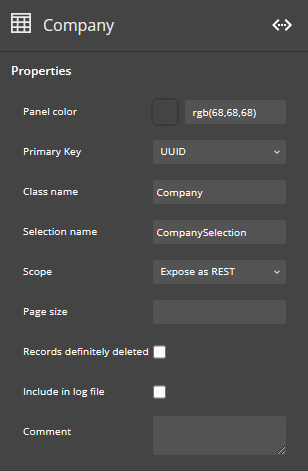 Company
Properties
Panel color rgb(68,68,68)
Primary Key UUID
Class name Company
Selection name CompanySelection
Scope Expose as REST
Page size
Records definitely deleted
Include in log file
Comment